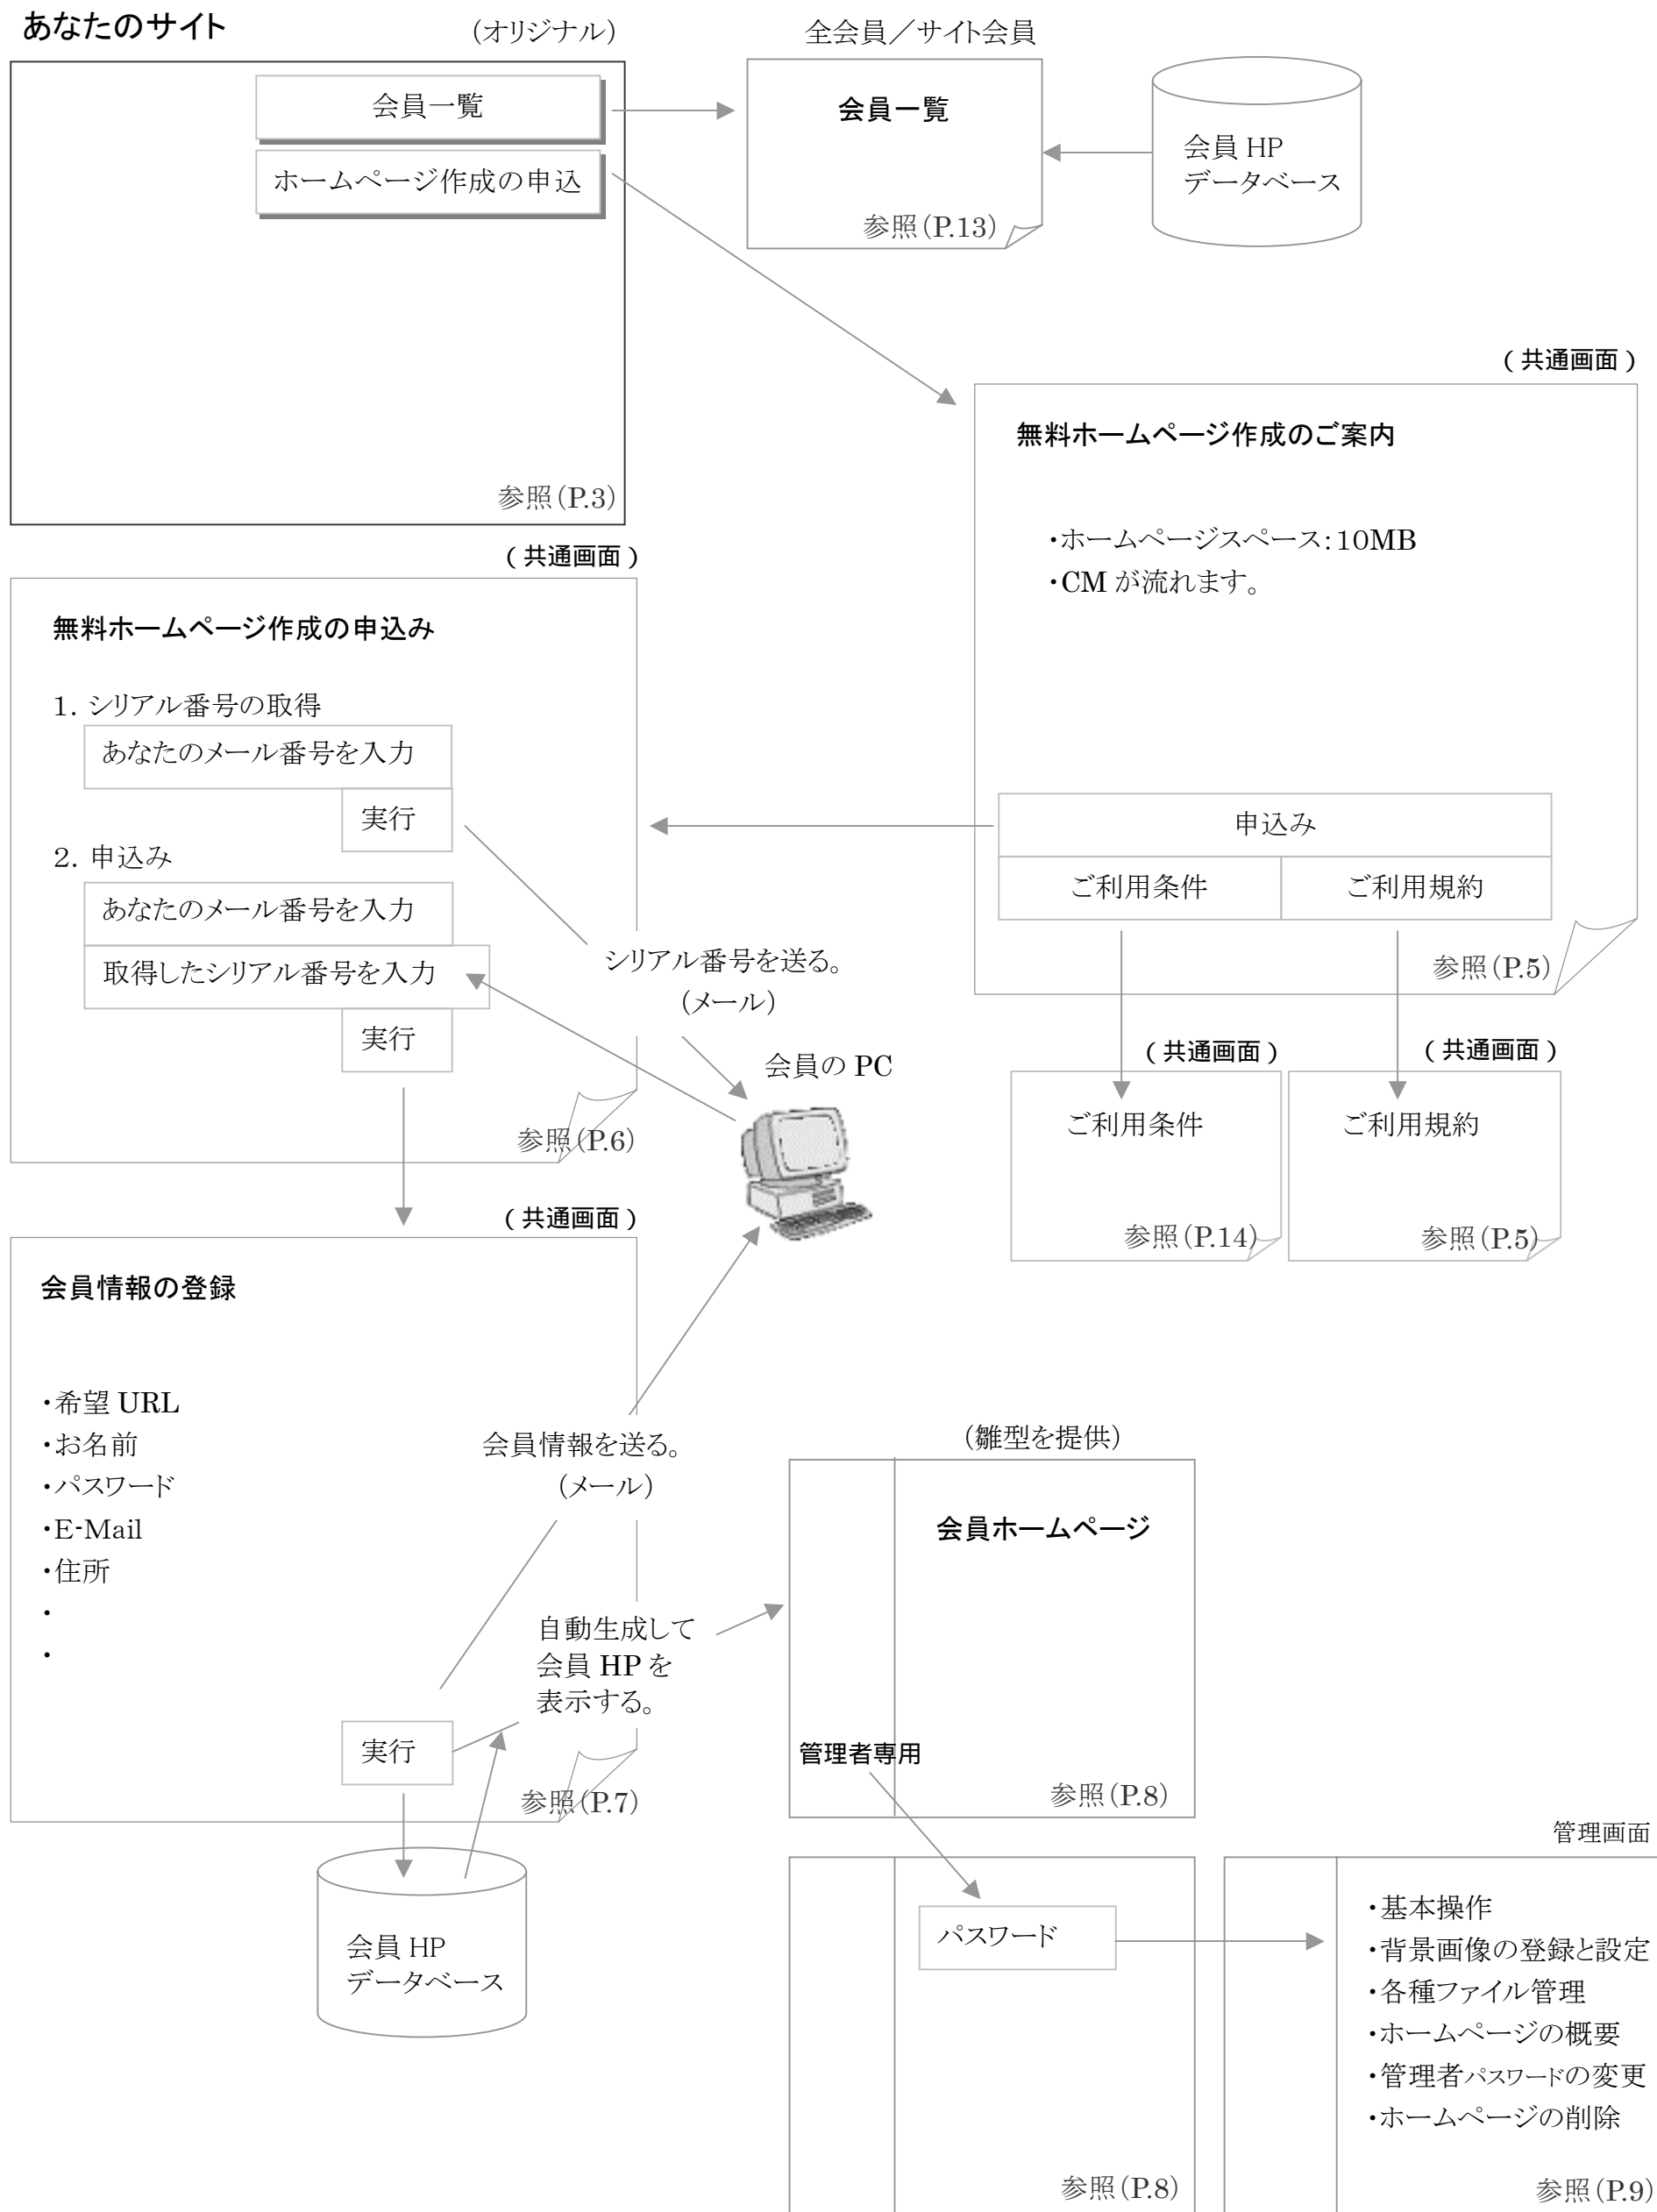 あなたのサイト
（オリジナル）
会員一覧
ホームページ作成の申込
参照（P.3）
全会員／サイト会員
会員一覧
参照（P.13）
会員 HP
データベース
（共通画面）
無料ホームページ作成のご案内
・ホームページスペース：10MB
・CM が流れます。
申込み
ご利用条件
ご利用規約
参照（P.5）
（共通画面）
無料ホームページ作成の申込み
1．シリアル番号の取得
あなたのメール番号を入力
実行
2．申込み
あなたのメール番号を入力
取得したシリアル番号を入力
実行
参照（P.6）
シリアル番号を送る。
（メール）
会員の PC
（共通画面）
ご利用条件
参照（P.14）
（共通画面）
ご利用規約
参照（P.5）
（共通画面）
会員情報の登録
・希望 URL
・お名前
・パスワード
・E-Mail
・住所
・
・
実行
参照（P.7）
会員情報を送る。
（メール）
自動生成して
会員 HP を
表示する。
会員 HP
データベース
（雛型を提供）
会員ホームページ
管理者専用
参照（P.8）
パスワード
参照（P.8）
管理画面
・基本操作
・背景画像の登録と設定
・各種ファイル管理
・ホームページの概要
・管理者パスワードの変更
・ホームページの削除
参照（P.9）